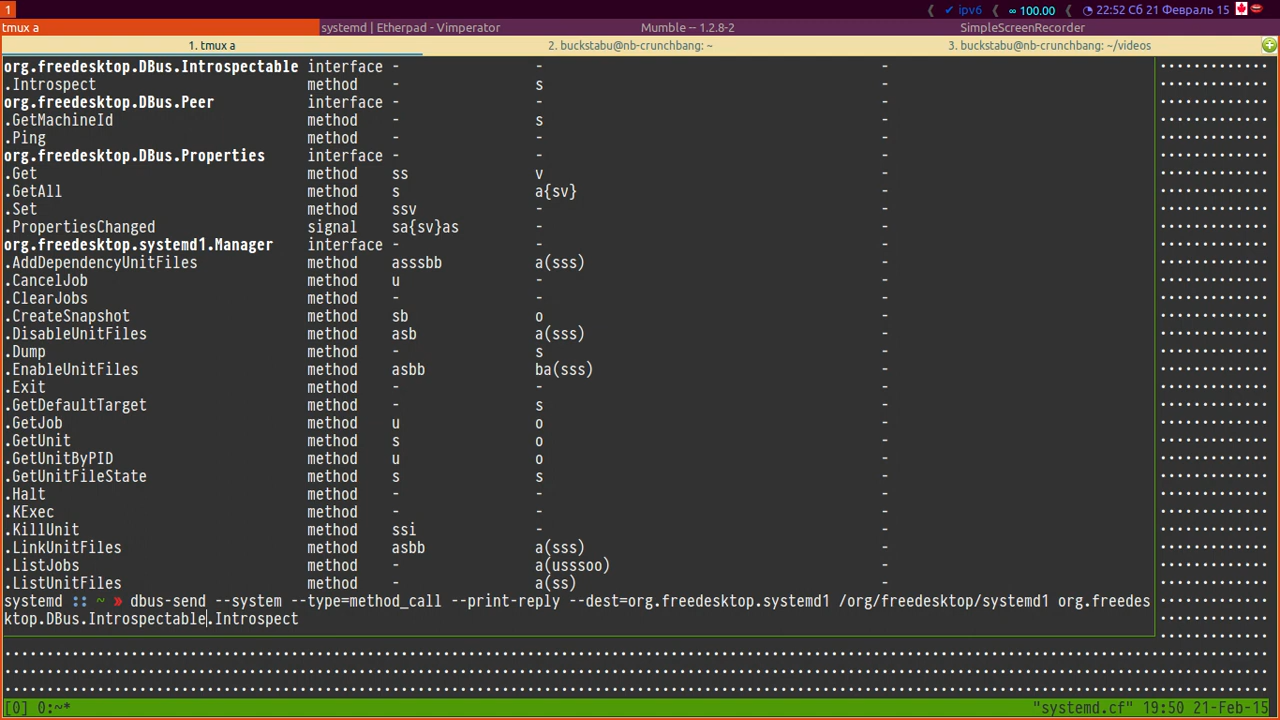 1 ✔ ipv6 ∞ 100.00 22:52 Сб 21 Февраль 15
tmux a systemd | Etherpad - Vimperator Mumble -- 1.2.8-2 SimpleScreenRecorder
1. tmux a 2. buckstabu@nb-crunchbang: ~ 3. buckstabu@nb-crunchbang: ~/videos
org.freedesktop.DBus.Introspectable interface - - -
.Introspect method - s -
org.freedesktop.DBus.Peer interface - - -
.GetMachineId method - s -
.Ping method - - -
org.freedesktop.DBus.Properties interface - - -
.Get method ss v -
.GetAll method s a{sv} -
.Set method ssv - -
.PropertiesChanged signal sa{sv}as - -
org.freedesktop.systemd1.Manager interface - - -
.AddDependencyUnitFiles method asssbb a(sss) -
.CancelJob method u - -
.ClearJobs method - - -
.CreateSnapshot method sb o -
.DisableUnitFiles method asb a(sss) -
.Dump method - s -
.EnableUnitFiles method asbb ba(sss) -
.Exit method - - -
.GetDefaultTarget method - s -
.GetJob method u o -
.GetUnit method s o -
.GetUnitByPID method u o -
.GetUnitFileState method s s -
.Halt method - - -
.KExec method - - -
.KillUnit method ssi - -
.LinkUnitFiles method asbb a(sss) -
.ListJobs method - a(usssoo) -
.ListUnitFiles method - a(ss) -
systemd :: ~ » dbus-send --system --type=method_call --print-reply --dest=org.freedesktop.systemd1 /org/freedesktop/systemd1 org.freedes
ktop.DBus.Introspectable.Introspect
[0] 0:~* "systemd.cf" 19:50 21-Feb-15